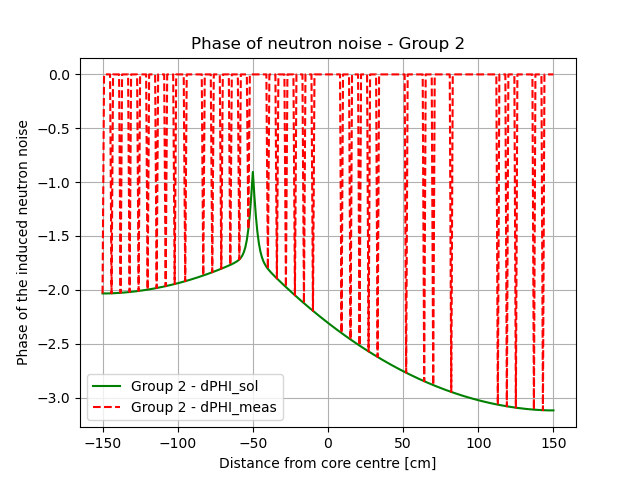 Phase of neutron noise - Group 2
Phase of the induced neutron noise
0.0
−0.5
−1.0
−1.5
−2.0
−2.5
−3.0
Group 2 - dPHI_sol
Group 2 - dPHI_meas
−150 −100 −50 0 50 100 150
Distance from core centre [cm]